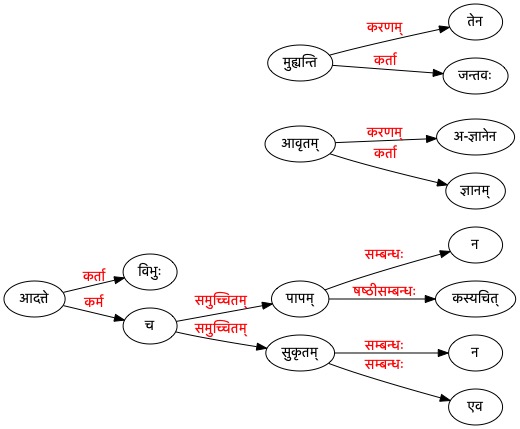 तेन
करणम्
मुह्यन्ति
कर्ता
जन्तवः
करणम्
अ-ज्ञानेन
आवृतम्
कर्ता
ज्ञानम्
न
सम्बन्धः
कर्ता
विभुः
आदत्ते
कर्म
समुच्चितम्
पापम्
षष्ठीसम्बन्धः
कस्यचित्
च
समुच्चितम्
सुकृतम्
सम्बन्धः
न
सम्बन्धः
एव